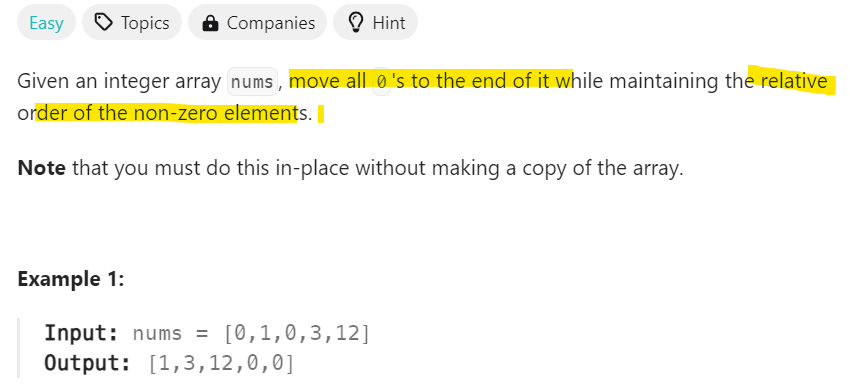 Easy Topics Companies Hint
Given an integer array nums, move all 0's to the end of it while maintaining the relative
order of the non-zero elements.
Note that you must do this in-place without making a copy of the array.
Example 1:
Input: nums = [0,1,0,3,12]
Output: [1,3,12,0,0]